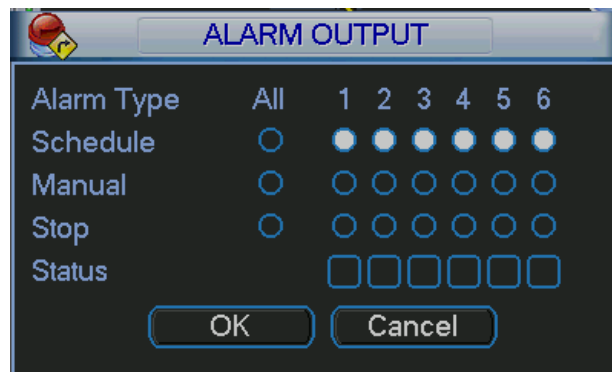 ALARM OUTPUT
Alarm Type All 1 2 3 4 5 6
Schedule
Manual
Stop
Status
OK Cancel